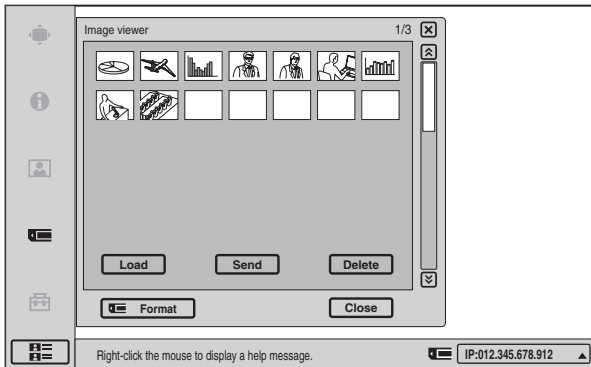 Image viewer 1/3
Load Send Delete
Format Close
Right-click the mouse to display a help message. IP:012.345.678.912